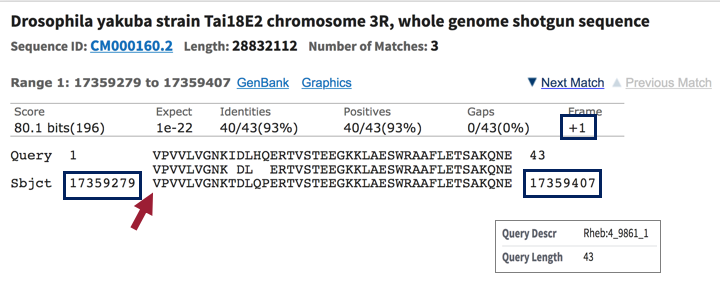 Drosophila yakuba strain Tai18E2 chromosome 3R, whole genome shotgun sequence
Sequence ID: CM000160.2 Length: 28832112 Number of Matches: 3
Range 1: 17359279 to 17359407 GenBank Graphics Next Match Previous Match
Score Expect Identities Positives Gaps Frame
80.1 bits(196) 1e-22 40/43(93%) 40/43(93%) 0/43(0%) +1
Query 1 VPVVLVGNKIDLHQERTVSTEEGKKLAESWRAAFLETSAKQNE 43
VPVVLVGNK DL  ERTVSTEEGKKLAESWRAAFLETSAKQNE
Sbjct 17359279 VPVVLVGNKTDLQPERTVSTEEGKKLAESWRAAFLETSAKQNE 17359407
Query Descr Rheb:4_9861_1
Query Length 43